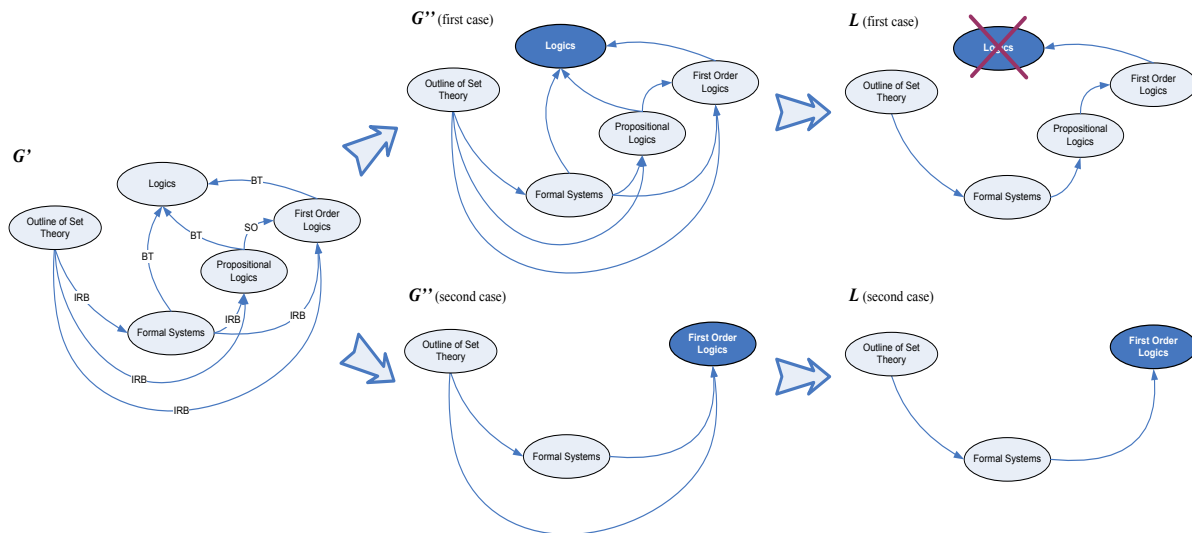 G'
Logics
BT
Outline of Set
Theory
First Order
Logics
SO
BT
BT
Propositional
Logics
IRB
IRB
IRB
Formal Systems
IRB
IRB
G'' (first case)
Logics
Outline of Set
Theory
First Order
Logics
Propositional
Logics
Formal Systems
L (first case)
Logics
First Order
Logics
Outline of Set
Theory
Propositional
Logics
Formal Systems
G'' (second case)
First Order
Logics
Outline of Set
Theory
Formal Systems
L (second case)
First Order
Logics
Outline of Set
Theory
Formal Systems